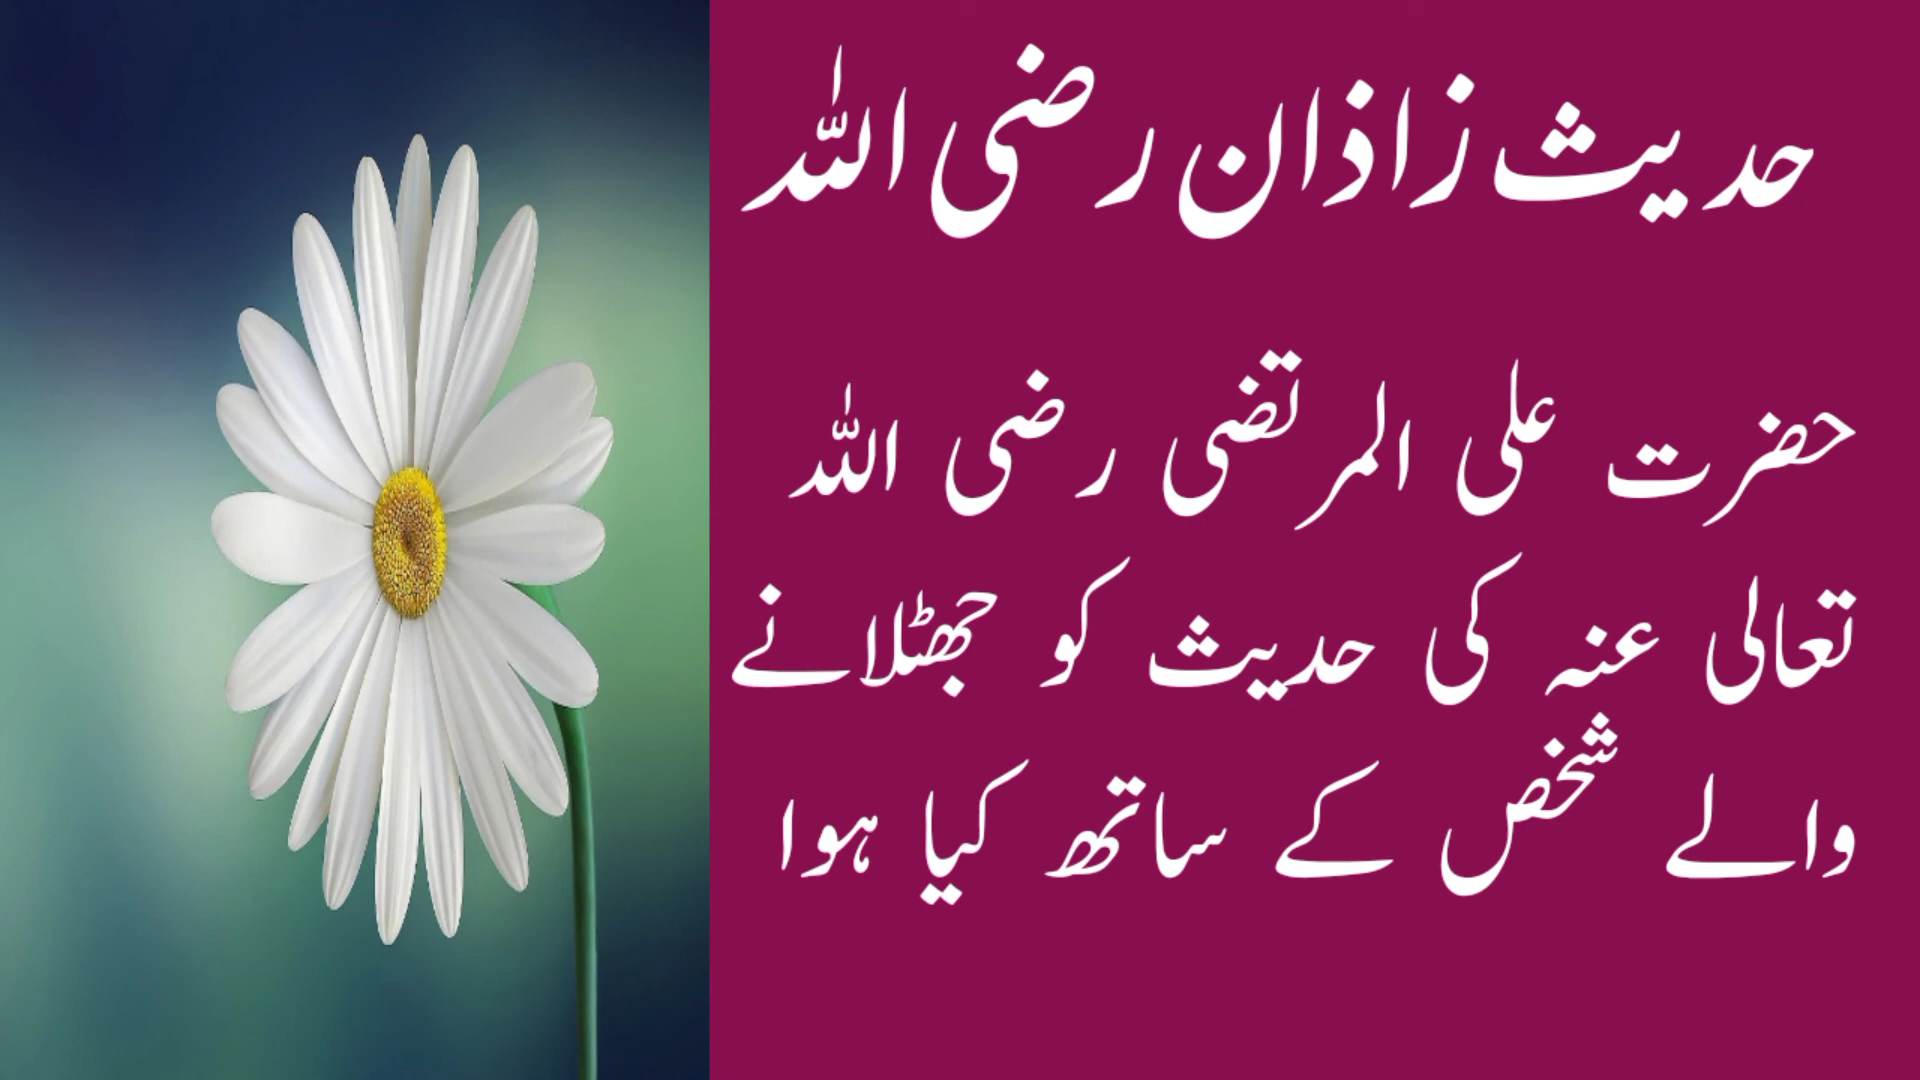 حدیث زاذان رضی اللہ
حضرت علی المرتضی رضی اللہ
تعالی عنہ کی حدیث کو جھٹلانے
والے شخص کے ساتھ کیا ہوا